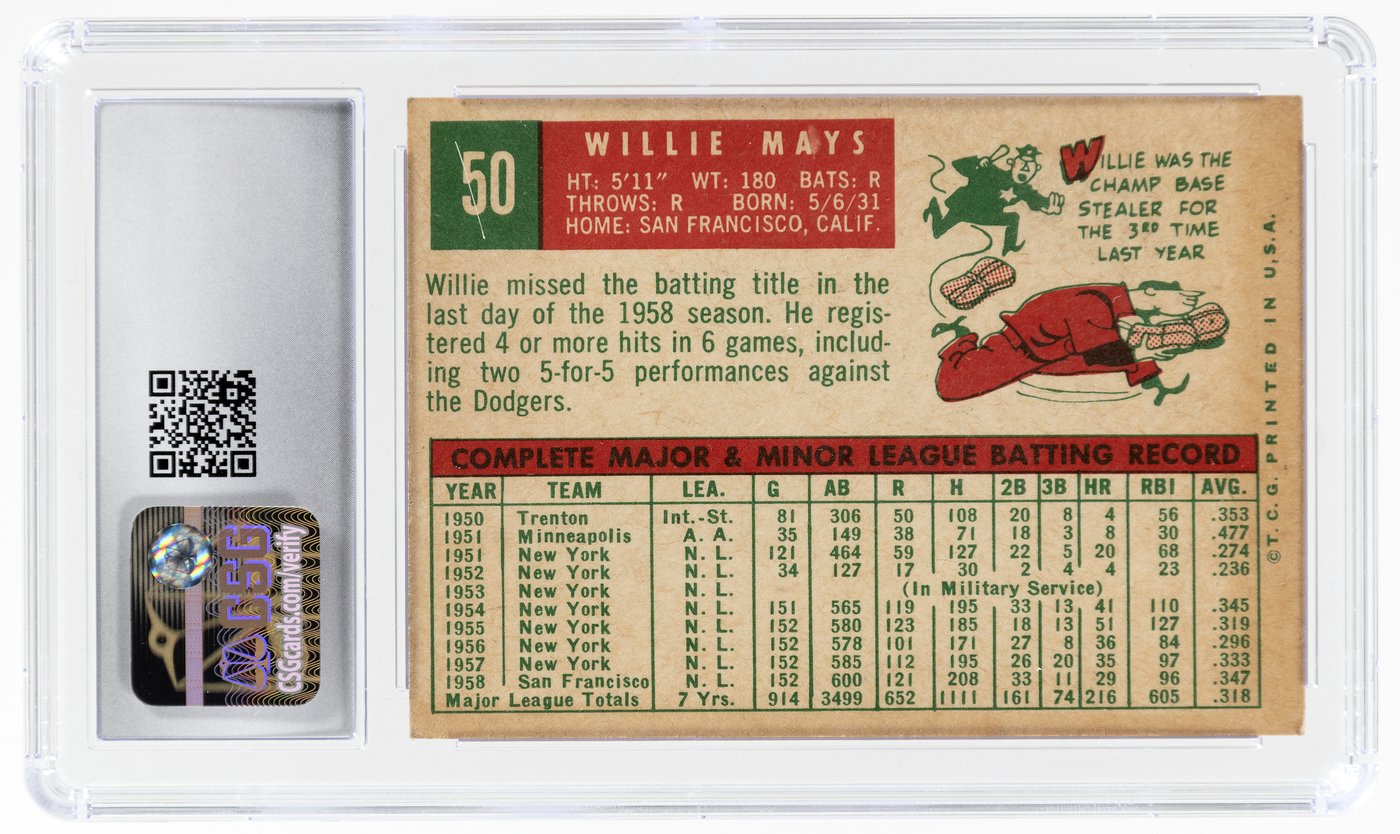 50
WILLIE MAYS
HT: 5'11" WT: 180 BATS: R
THROWS: R BORN: 5/6/31
HOME: SAN FRANCISCO, CALIF.
WILLIE WAS THE
CHAMP BASE
STEALER FOR
THE 3RD TIME
LAST YEAR
Willie missed the batting title in the
last day of the 1958 season. He regis-
tered 4 or more hits in 6 games, includ-
ing two 5-for-5 performances against
the Dodgers.
COMPLETE MAJOR & MINOR LEAGUE BATTING RECORD
YEAR TEAM LEA. G AB R H 2B 3B HR RBI AVG.
1950 Trenton Int.-St. 81 306 50 108 20 8 4 56 .353
1951 Minneapolis A. A. 35 149 38 71 18 3 8 30 .477
1951 New York N. L. 121 464 59 127 22 5 20 68 .274
1952 New York N. L. 34 127 17 30 2 4 4 23 .236
1953 New York N. L. (In Military Service)
1954 New York N. L. 151 565 119 195 33 13 41 110 .345
1955 New York N. L. 152 580 123 185 18 13 51 127 .319
1956 New York N. L. 152 578 101 171 27 8 36 84 .296
1957 New York N. L. 152 585 112 195 26 20 35 97 .333
1958 San Francisco N. L. 152 600 121 208 33 11 29 96 .347
Major League Totals 7 Yrs. 914 3499 652 1111 161 74 216 605 .318
©T. C. G. PRINTED IN U.S.A.
CSG
CSGcards.com/verify